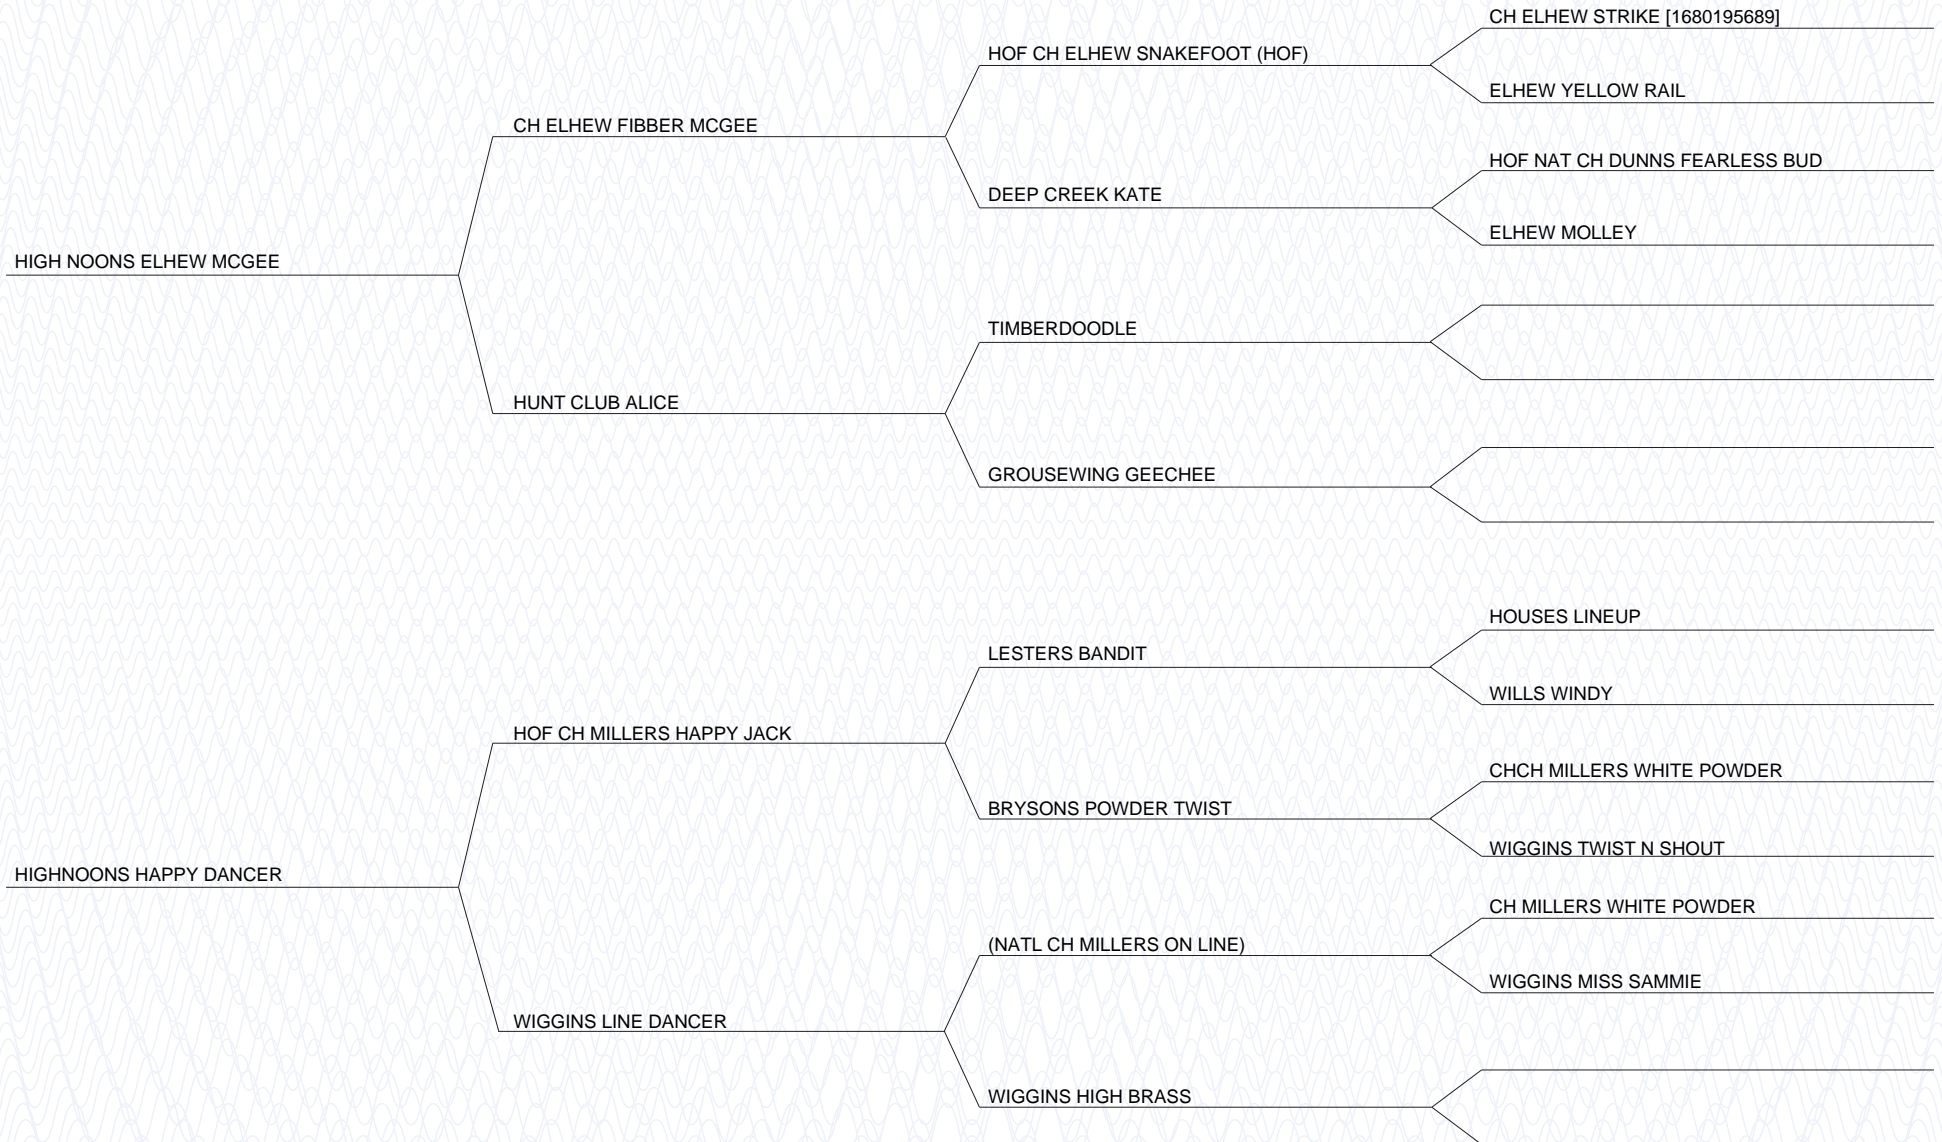 CH ELHEW STRIKE [1680195689]
HOF CH ELHEW SNAKEFOOT (HOF)
ELHEW YELLOW RAIL
CH ELHEW FIBBER MCGEE
HOF NAT CH DUNNS FEARLESS BUD
DEEP CREEK KATE
ELHEW MOLLEY
HIGH NOONS ELHEW MCGEE
TIMBERDOODLE
HUNT CLUB ALICE
GROUSEWING GEECHEE
HOUSES LINEUP
LESTERS BANDIT
WILLS WINDY
HOF CH MILLERS HAPPY JACK
CHCH MILLERS WHITE POWDER
BRYSONS POWDER TWIST
WIGGINS TWIST N SHOUT
HIGHNOONS HAPPY DANCER
CH MILLERS WHITE POWDER
(NATL CH MILLERS ON LINE)
WIGGINS MISS SAMMIE
WIGGINS LINE DANCER
WIGGINS HIGH BRASS